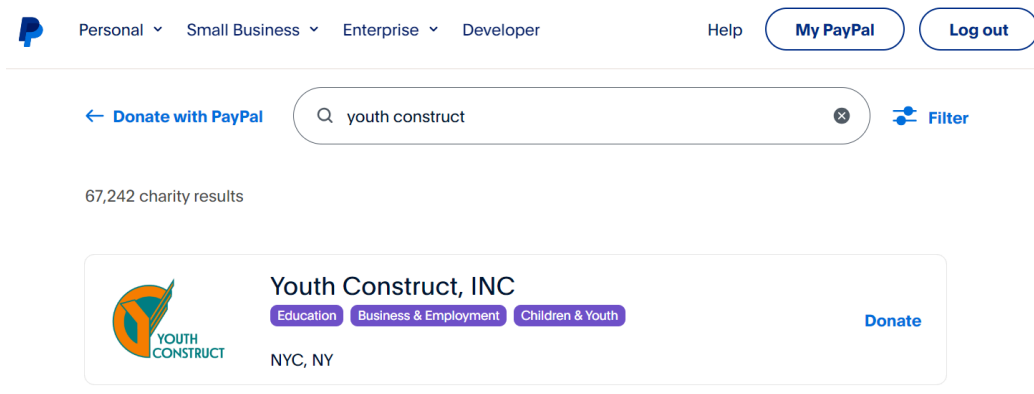 Personal Small Business Enterprise Developer Help My PayPal Log out
← Donate with PayPal youth construct Filter
67,242 charity results
Youth Construct, INC
Education Business & Employment Children & Youth
Donate
YOUTH
CONSTRUCT
NYC, NY